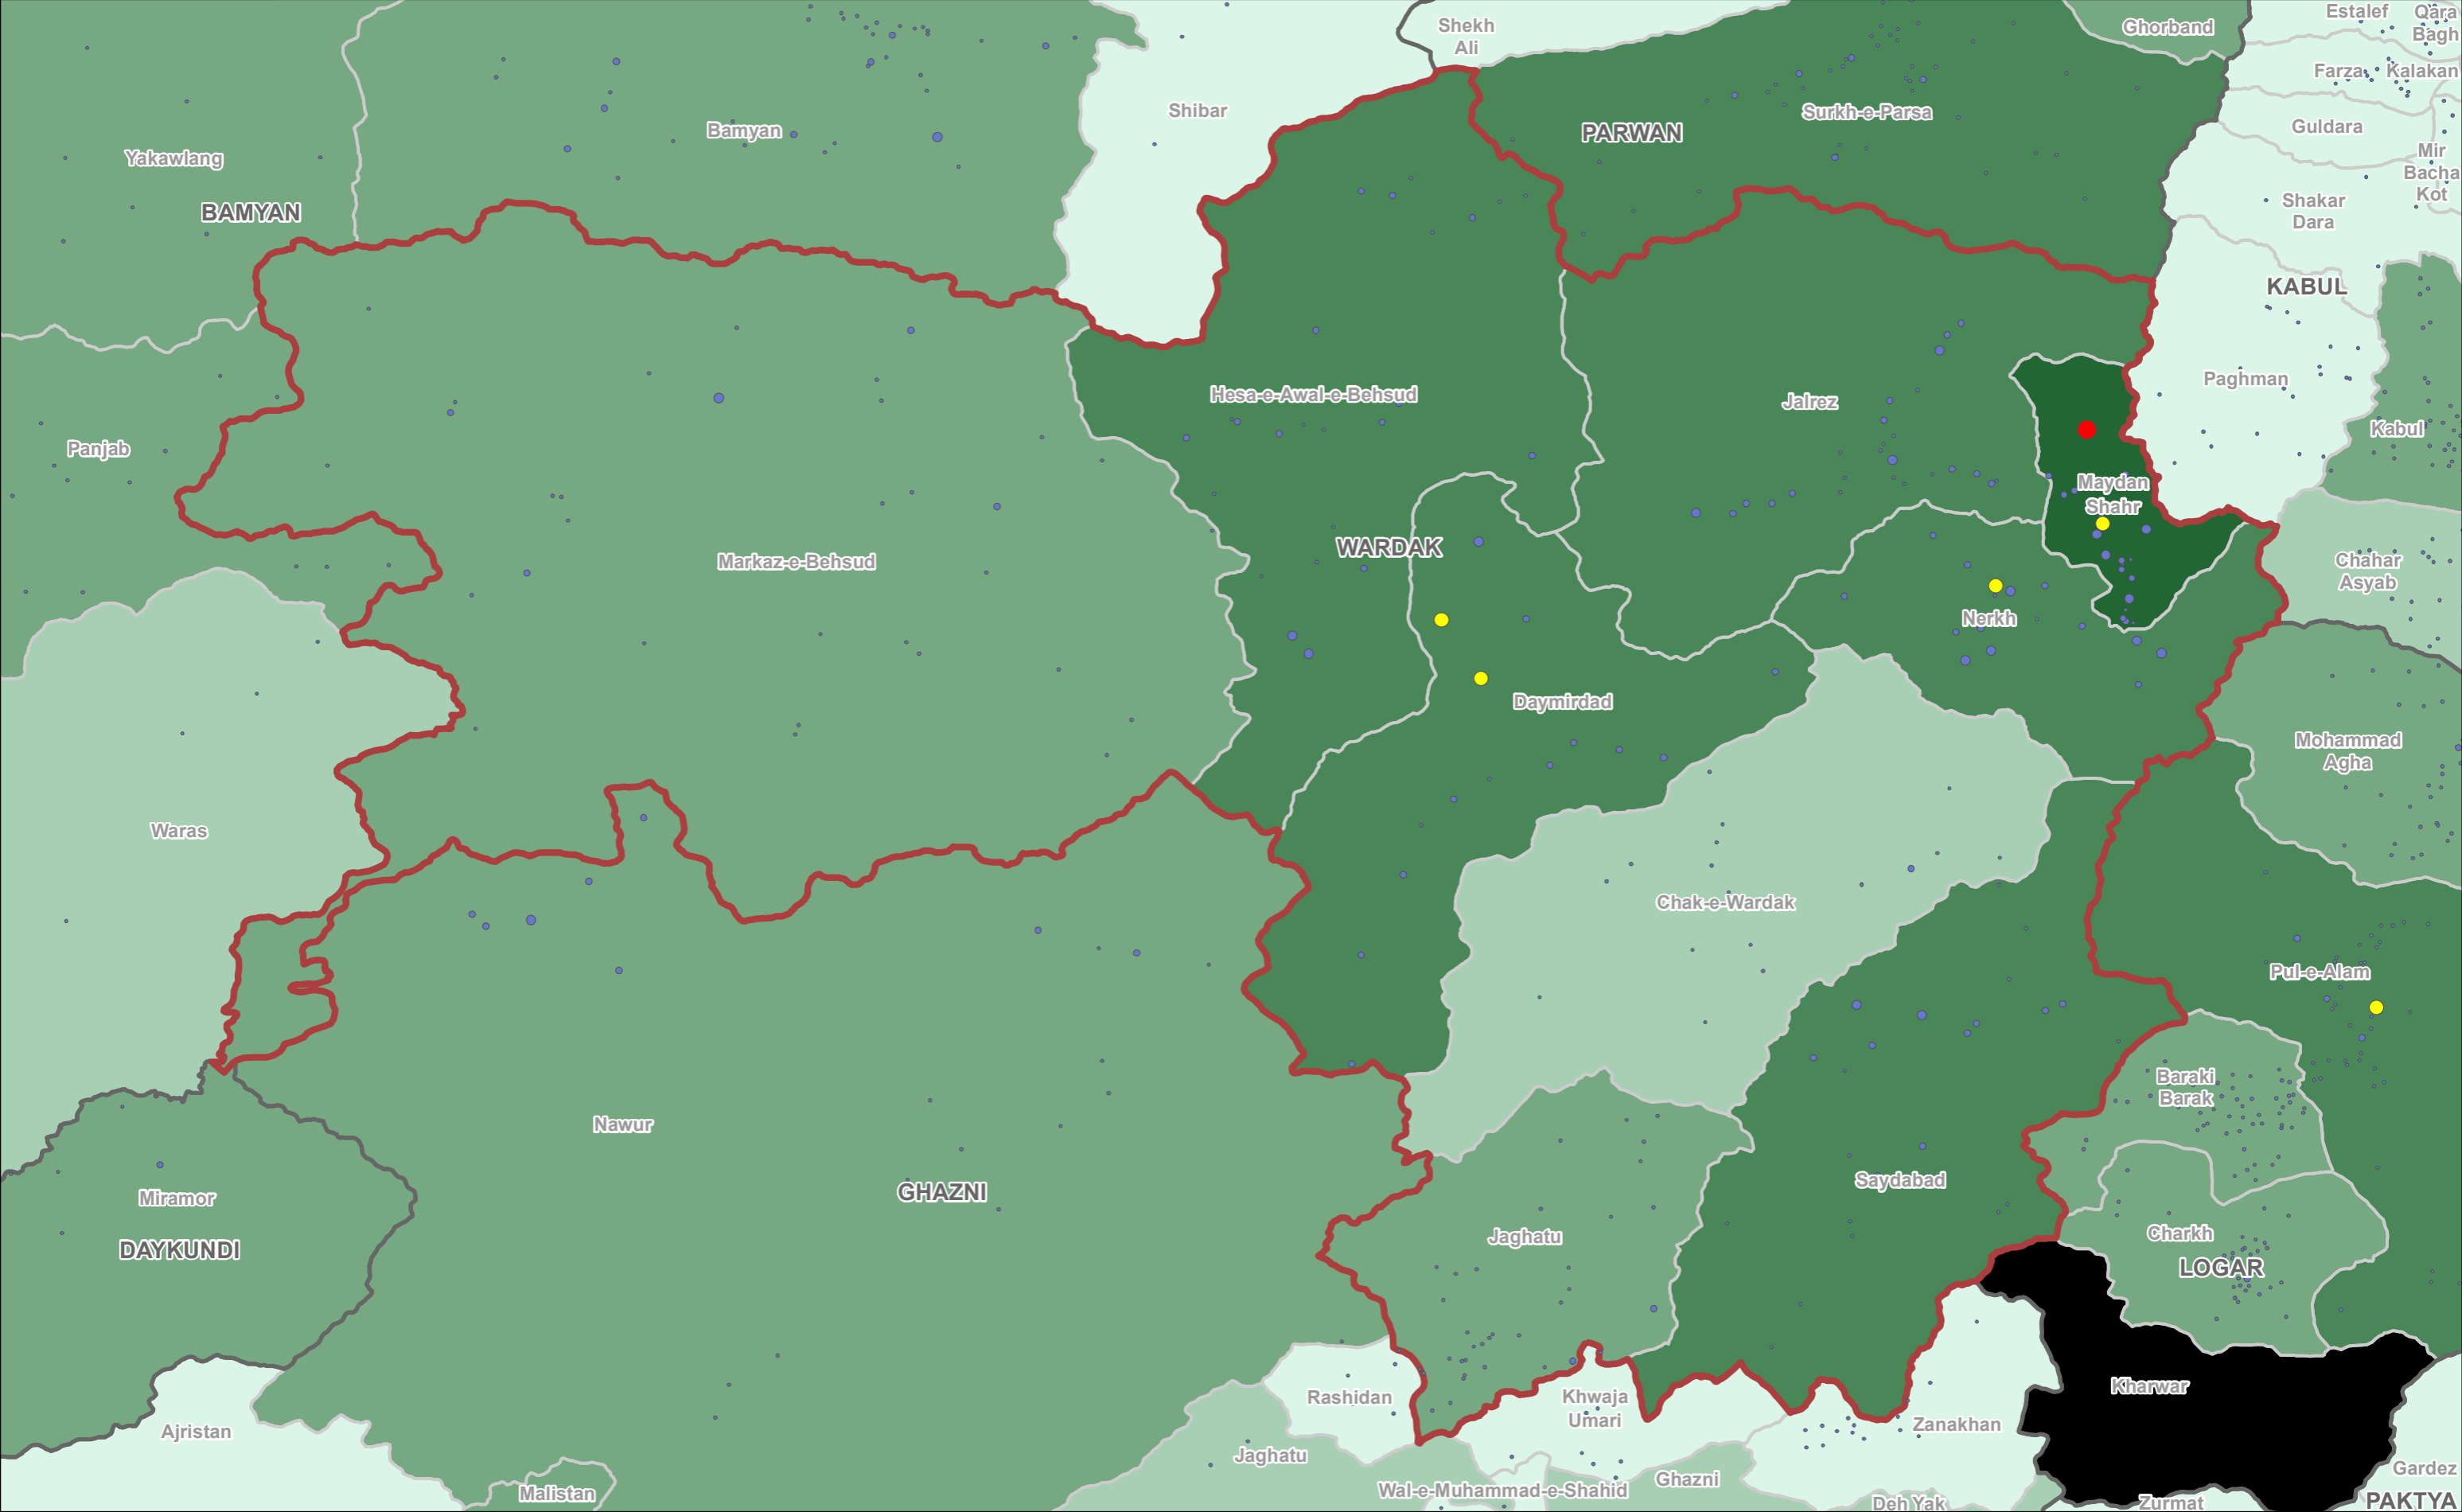 Shekh
Ali
Ghorband
Estalef
Qara
Bagh
Farza
Kalakan
Shibar
Surkh-e-Parsa
PARWAN
Guldara
Bamyan
Yakawlang
Mir
Bacha
Kot
BAMYAN
Shakar
Dara
KABUL
Paghman
Hesa-e-Awal-e-Behsud
Jalrez
Kabul
Panjab
Maydan
Shahr
WARDAK
Markaz-e-Behsud
Chahar
Asyab
Nerkh
Daymirdad
Mohammad
Agha
Waras
Chak-e-Wardak
Pul-e-Alam
Baraki
Barak
Nawur
Saydabad
GHAZNI
Miramor
Jaghatu
Charkh
DAYKUNDI
LOGAR
Kharwar
Rashidan
Khwaja
Umari
Zanakhan
Ajristan
Jaghatu
Gardez
Ghazni
Wal-e-Muhammad-e-Shahid
Malistan
Deh Yak
Zurmat
PAKTYA